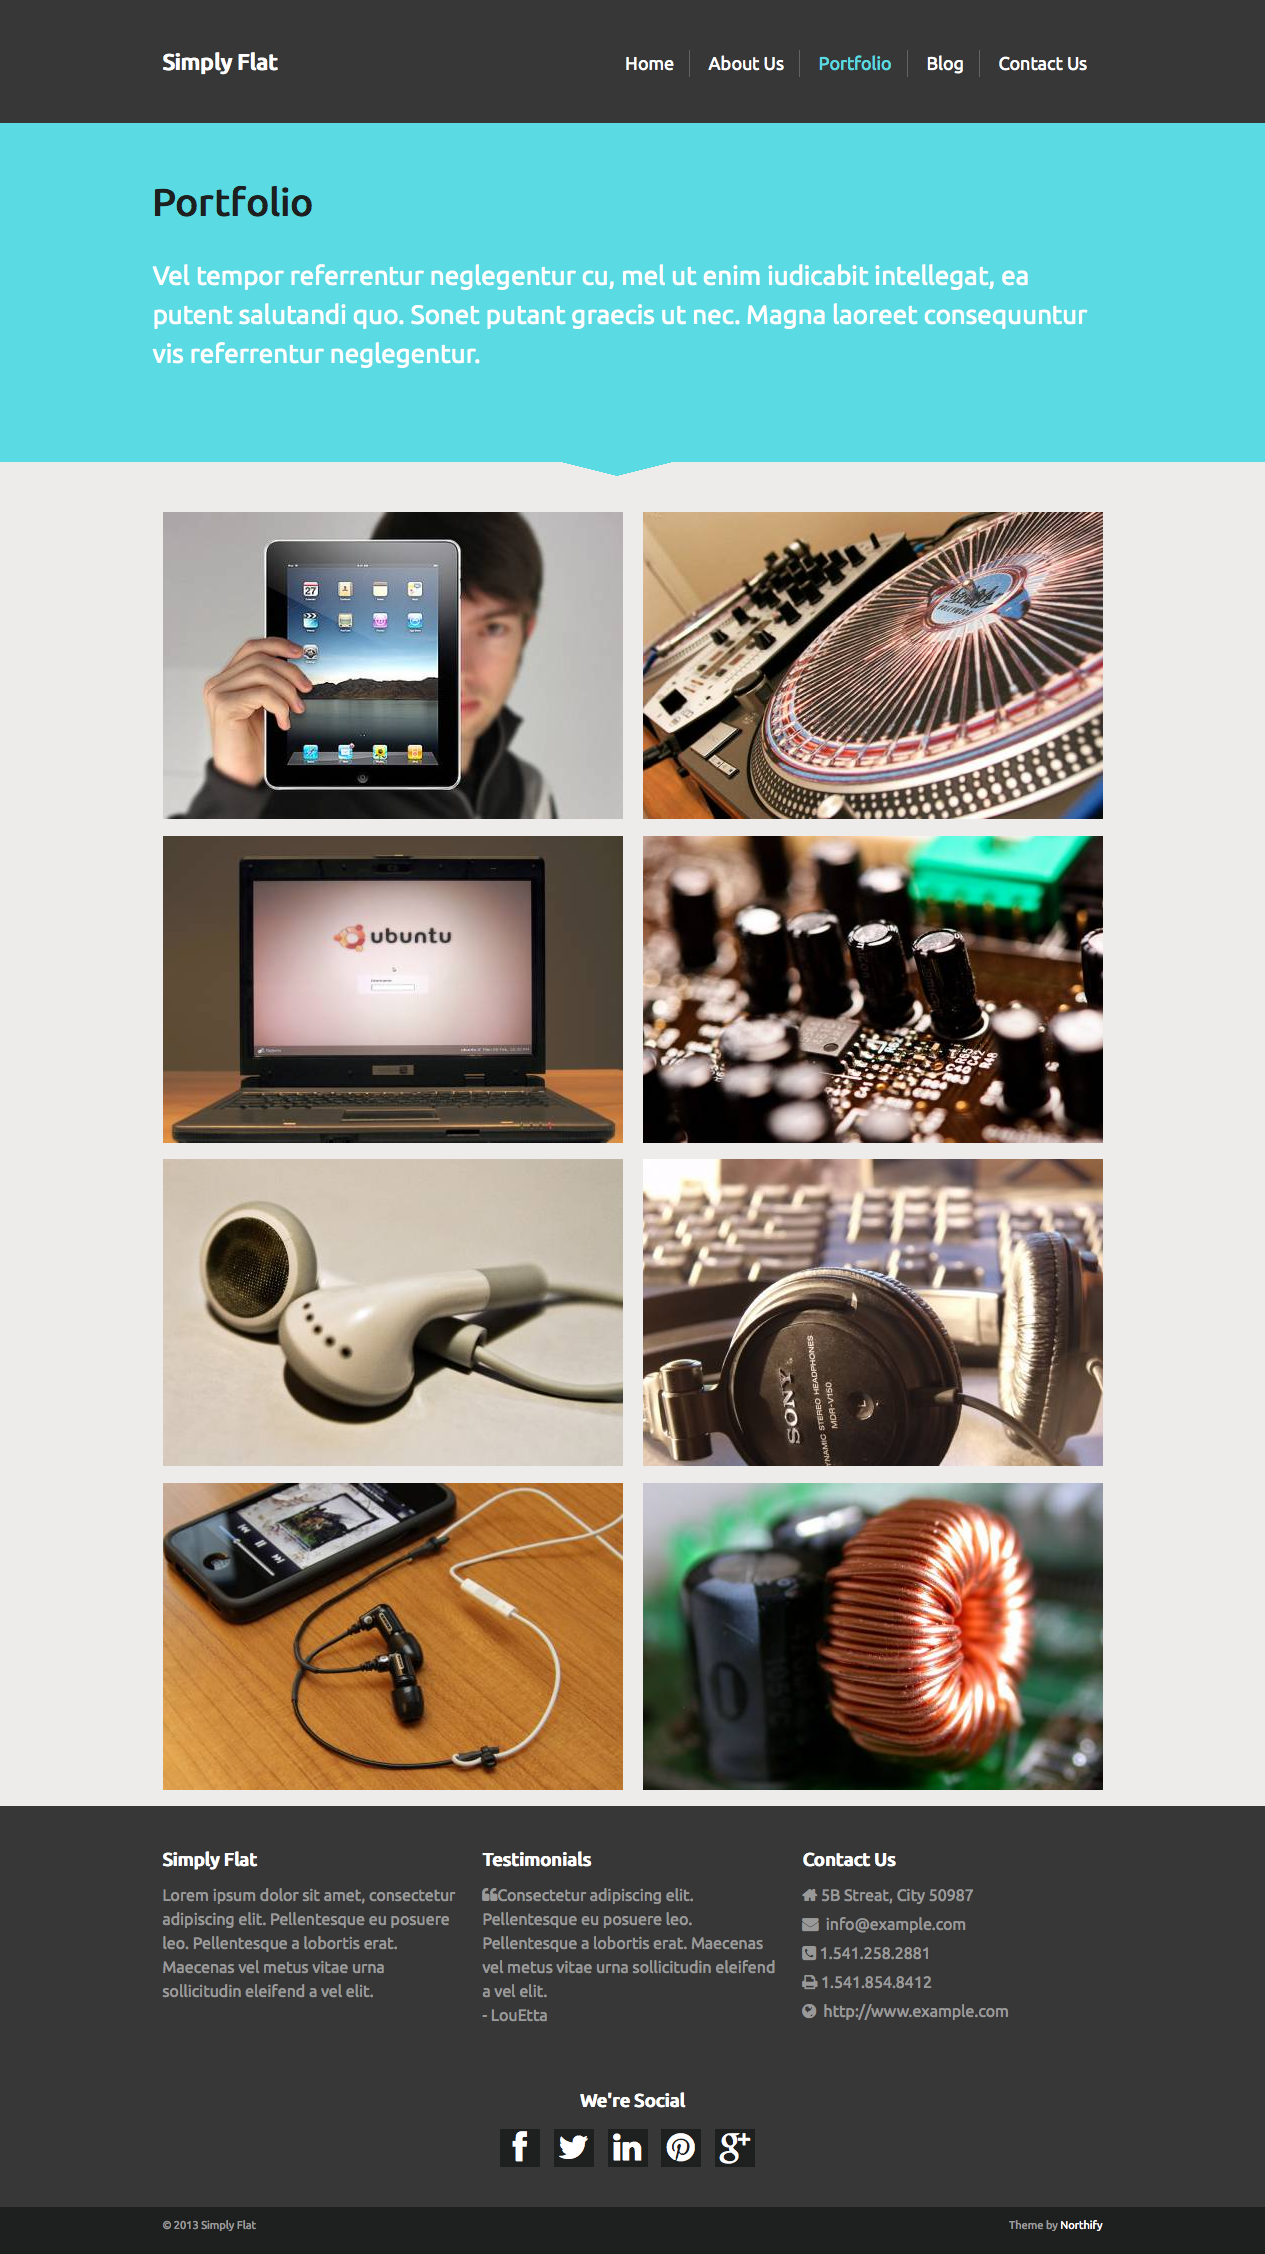 Simply Flat
Home
About Us
Portfolio
Blog
Contact Us
Portfolio
Vel tempor referrentur neglegentur cu, mel ut enim iudicabit intellegat, ea
putent salutandi quo. Sonet putant graecis ut nec. Magna laoreet consequuntur
vis referrentur neglegentur.
27
ubuntu
SONY
DYNAMIC STEREO HEADPHONES
MDR-V150
L
Simply Flat
Lorem ipsum dolor sit amet, consectetur
adipiscing elit. Pellentesque eu posuere
leo. Pellentesque a lobortis erat.
Maecenas vel metus vitae urna
sollicitudin eleifend a vel elit.
Testimonials
“Consectetur adipiscing elit.
Pellentesque eu posuere leo.
Pellentesque a lobortis erat. Maecenas
vel metus vitae urna sollicitudin eleifend
a vel elit.
- LouEtta
Contact Us
5B Streat, City 50987
info@example.com
1.541.258.2881
1.541.854.8412
http://www.example.com
We're Social
f
in
g+
© 2013 Simply Flat
Theme by Northify